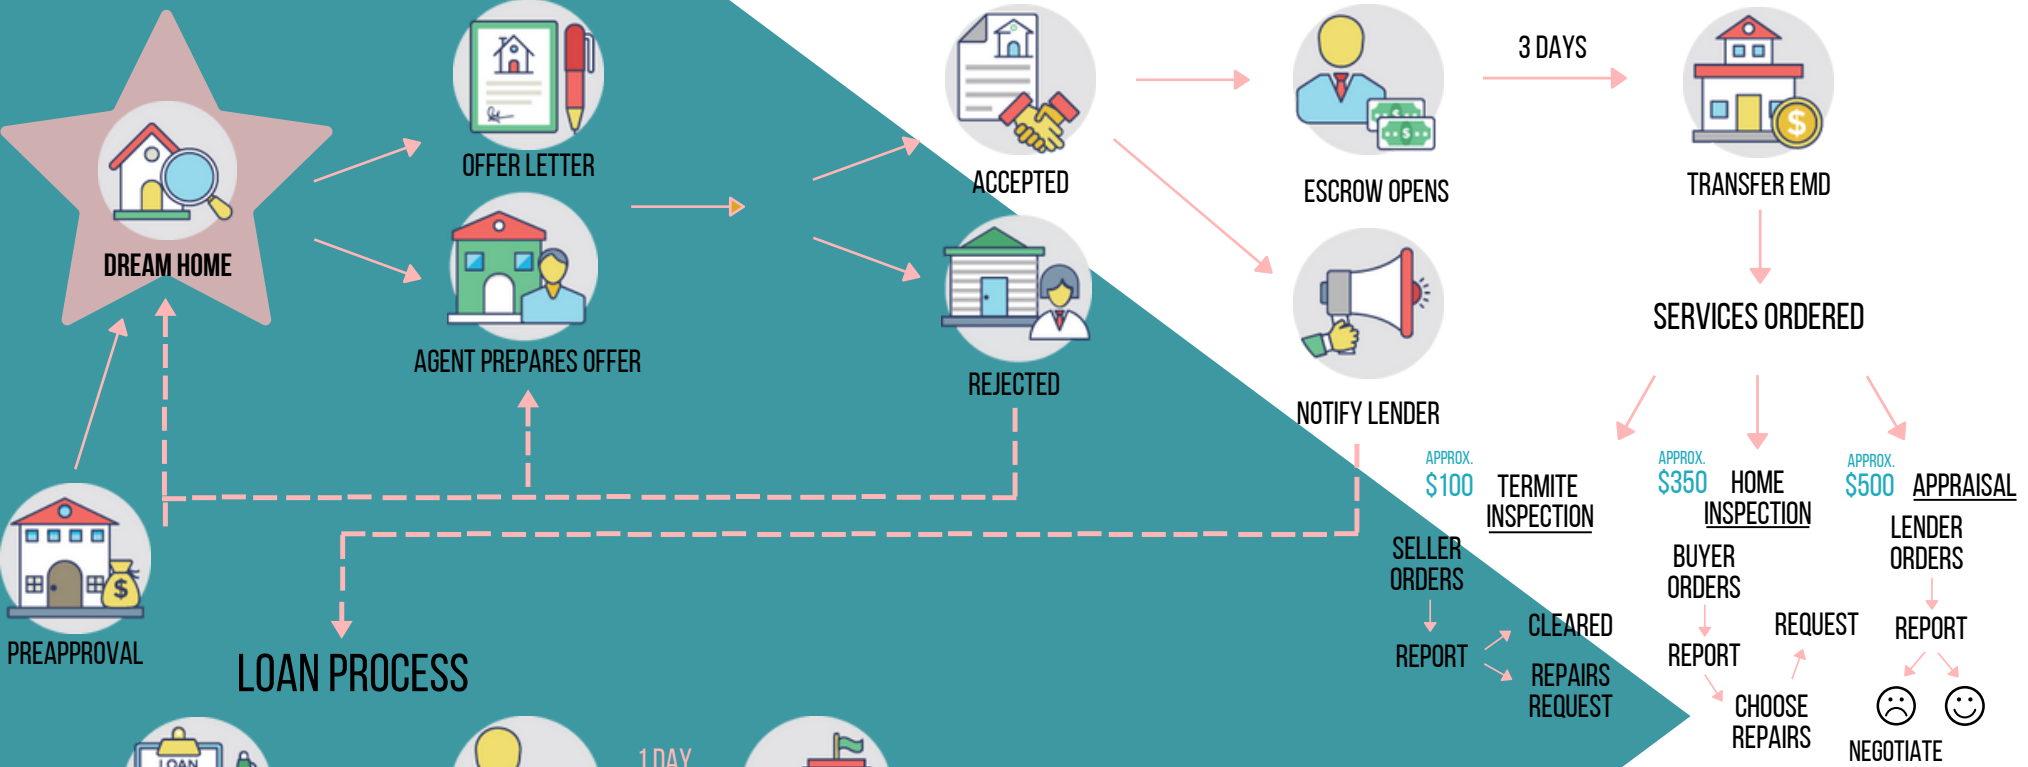 3 DAYS
OFFER LETTER
ACCEPTED
ESCROW OPENS
$
TRANSFER EMD
DREAM HOME
AGENT PREPARES OFFER
REJECTED
NOTIFY LENDER
SERVICES ORDERED
APPROX.
$100
TERMITE
INSPECTION
SELLER
ORDERS
REPORT
CLEARED
REPAIRS
REQUEST
APPROX.
$350
HOME
INSPECTION
BUYER
ORDERS
REPORT
CHOOSE
REPAIRS
REQUEST
APPROX.
$500
APPRAISAL
LENDER
ORDERS
REPORT
NEGOTIATE
$
PREAPPROVAL
LOAN PROCESS
LOAN
1 DAY